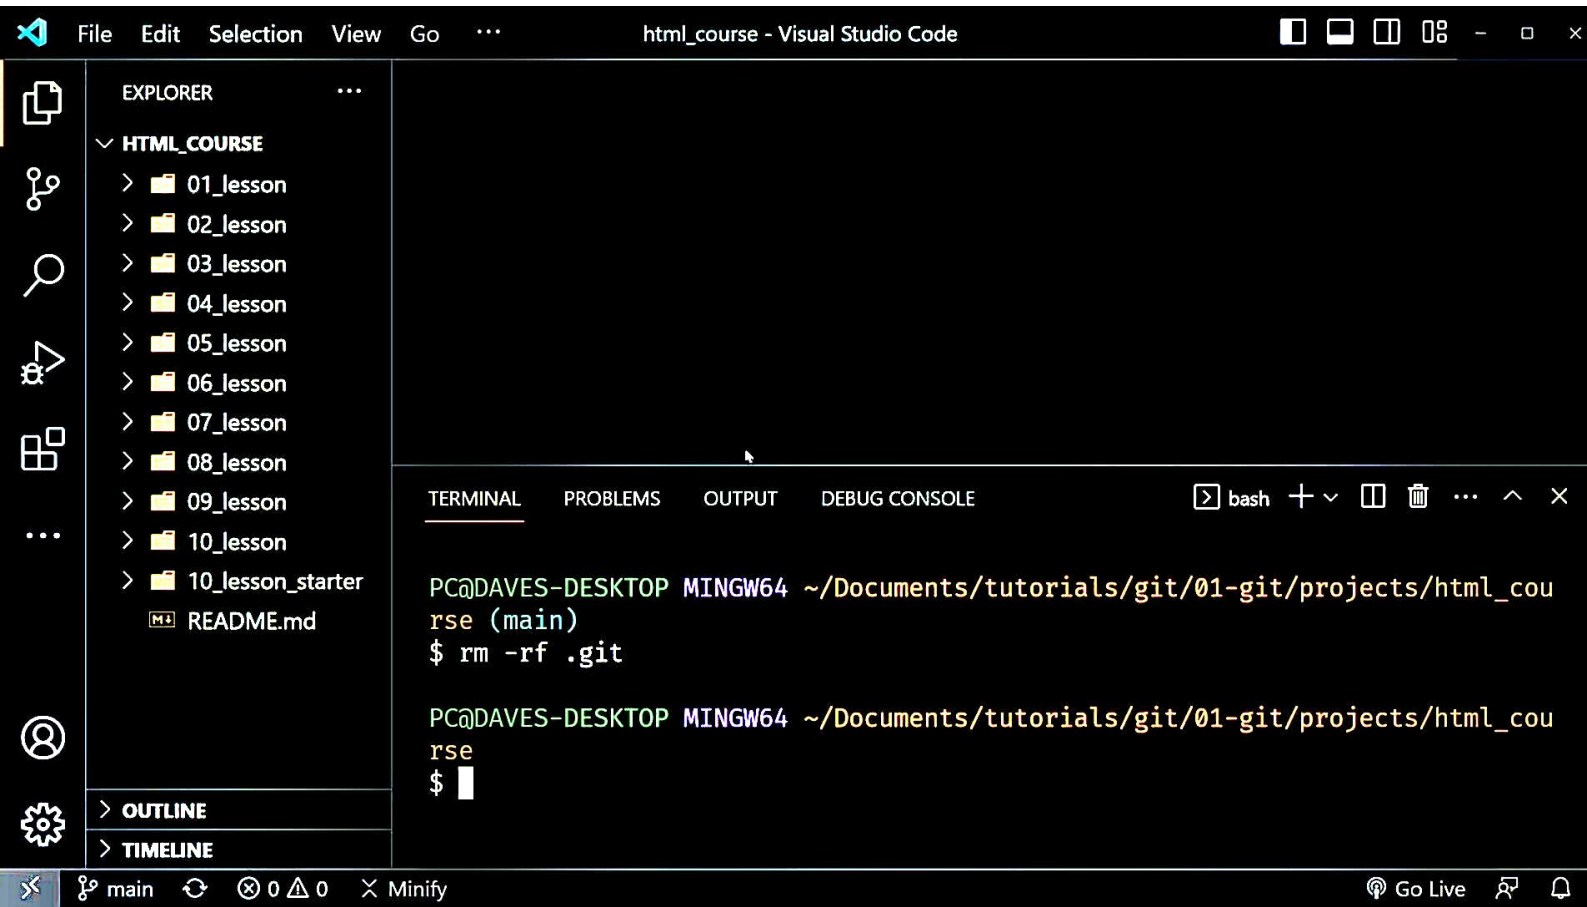 File Edit Selection View Go ··· html_course - Visual Studio Code
EXPLORER ···
HTML_COURSE
01_lesson
02_lesson
03_lesson
04_lesson
05_lesson
06_lesson
07_lesson
08_lesson
09_lesson
10_lesson
10_lesson_starter
README.md
OUTLINE
TIMELINE
TERMINAL PROBLEMS OUTPUT DEBUG CONSOLE bash
PC@DAVES-DESKTOP MINGW64 ~/Documents/tutorials/git/01-git/projects/html_cou
rse (main)
$ rm -rf .git
PC@DAVES-DESKTOP MINGW64 ~/Documents/tutorials/git/01-git/projects/html_cou
rse
$
main 0 0 Minify Go Live